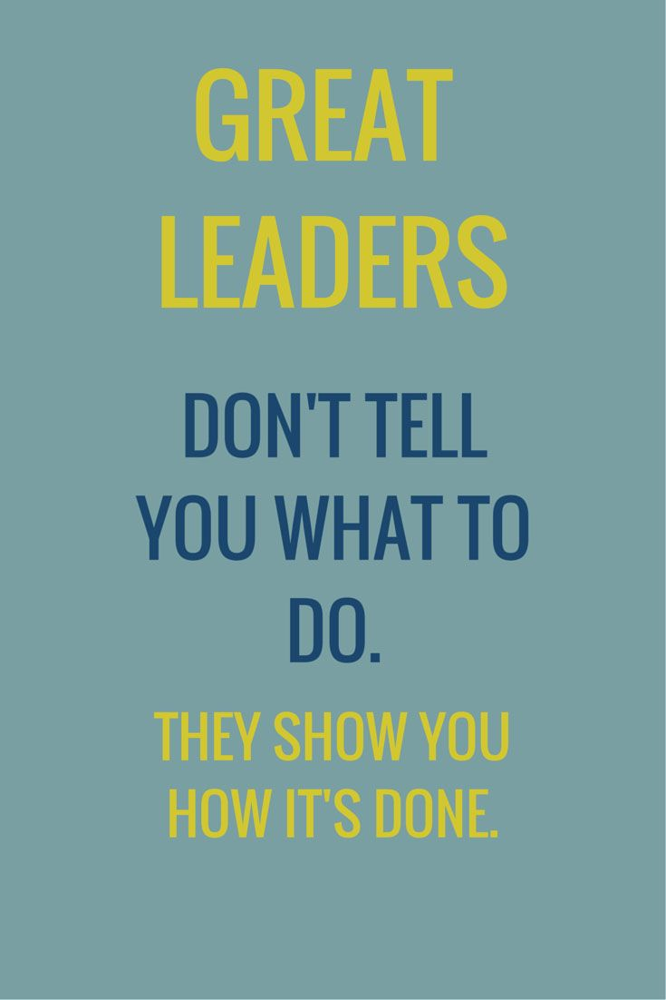 GREAT
LEADERS
DON'T TELL
YOU WHAT TO
DO.
THEY SHOW YOU
HOW IT'S DONE.